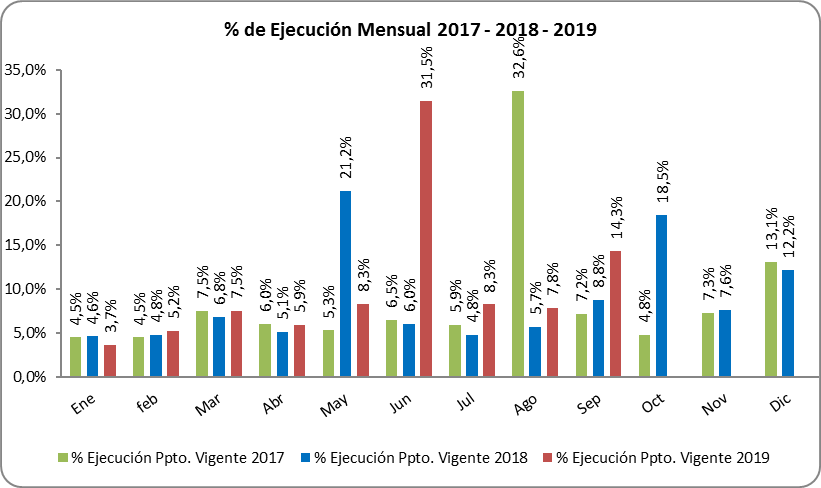 % de Ejecución Mensual 2017 - 2018 - 2019
35,0%
30,0%
25,0%
20,0%
15,0%
10,0%
5,0%
0,0%
4,5% 4,6% 3,7%
4,5% 4,8% 5,2%
7,5% 6,8% 7,5%
6,0% 5,1% 5,9%
5,3% 21,2% 8,3%
6,5% 6,0% 31,5%
5,9% 4,8% 8,3%
32,6% 5,7% 7,8%
7,2% 8,8% 14,3%
4,8% 18,5%
7,3% 7,6%
13,1% 12,2%
Ene feb Mar Abr May Jun Jul Ago Sep Oct Nov Dic
% Ejecución Ppto. Vigente 2017 % Ejecución Ppto. Vigente 2018 % Ejecución Ppto. Vigente 2019